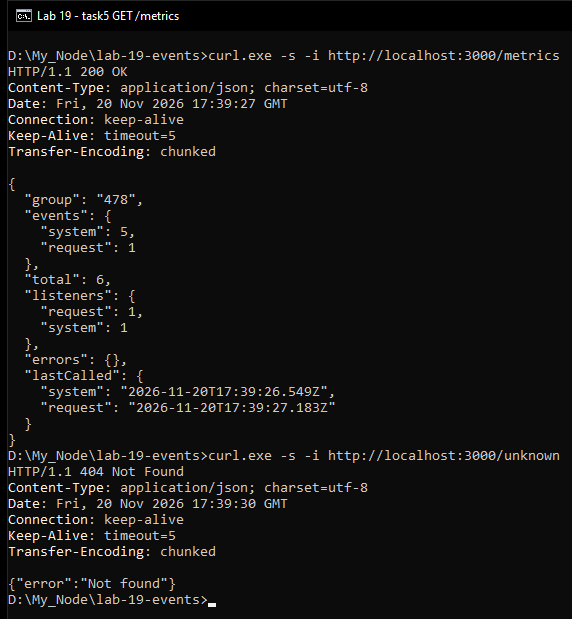 Lab 19 - task5 GET /metrics
D:\My_Node\lab-19-events>curl.exe -s -i http://localhost:3000/metrics
HTTP/1.1 200 OK
Content-Type: application/json; charset=utf-8
Date: Fri, 20 Nov 2026 17:39:27 GMT
Connection: keep-alive
Keep-Alive: timeout=5
Transfer-Encoding: chunked

{
  "group": "478",
  "events": {
    "system": 5,
    "request": 1
  },
  "total": 6,
  "listeners": {
    "request": 1,
    "system": 1
  },
  "errors": {},
  "lastCalled": {
    "system": "2026-11-20T17:39:26.549Z",
    "request": "2026-11-20T17:39:27.183Z"
  }
}
D:\My_Node\lab-19-events>curl.exe -s -i http://localhost:3000/unknown
HTTP/1.1 404 Not Found
Content-Type: application/json; charset=utf-8
Date: Fri, 20 Nov 2026 17:39:30 GMT
Connection: keep-alive
Keep-Alive: timeout=5
Transfer-Encoding: chunked

{"error":"Not found"}
D:\My_Node\lab-19-events>